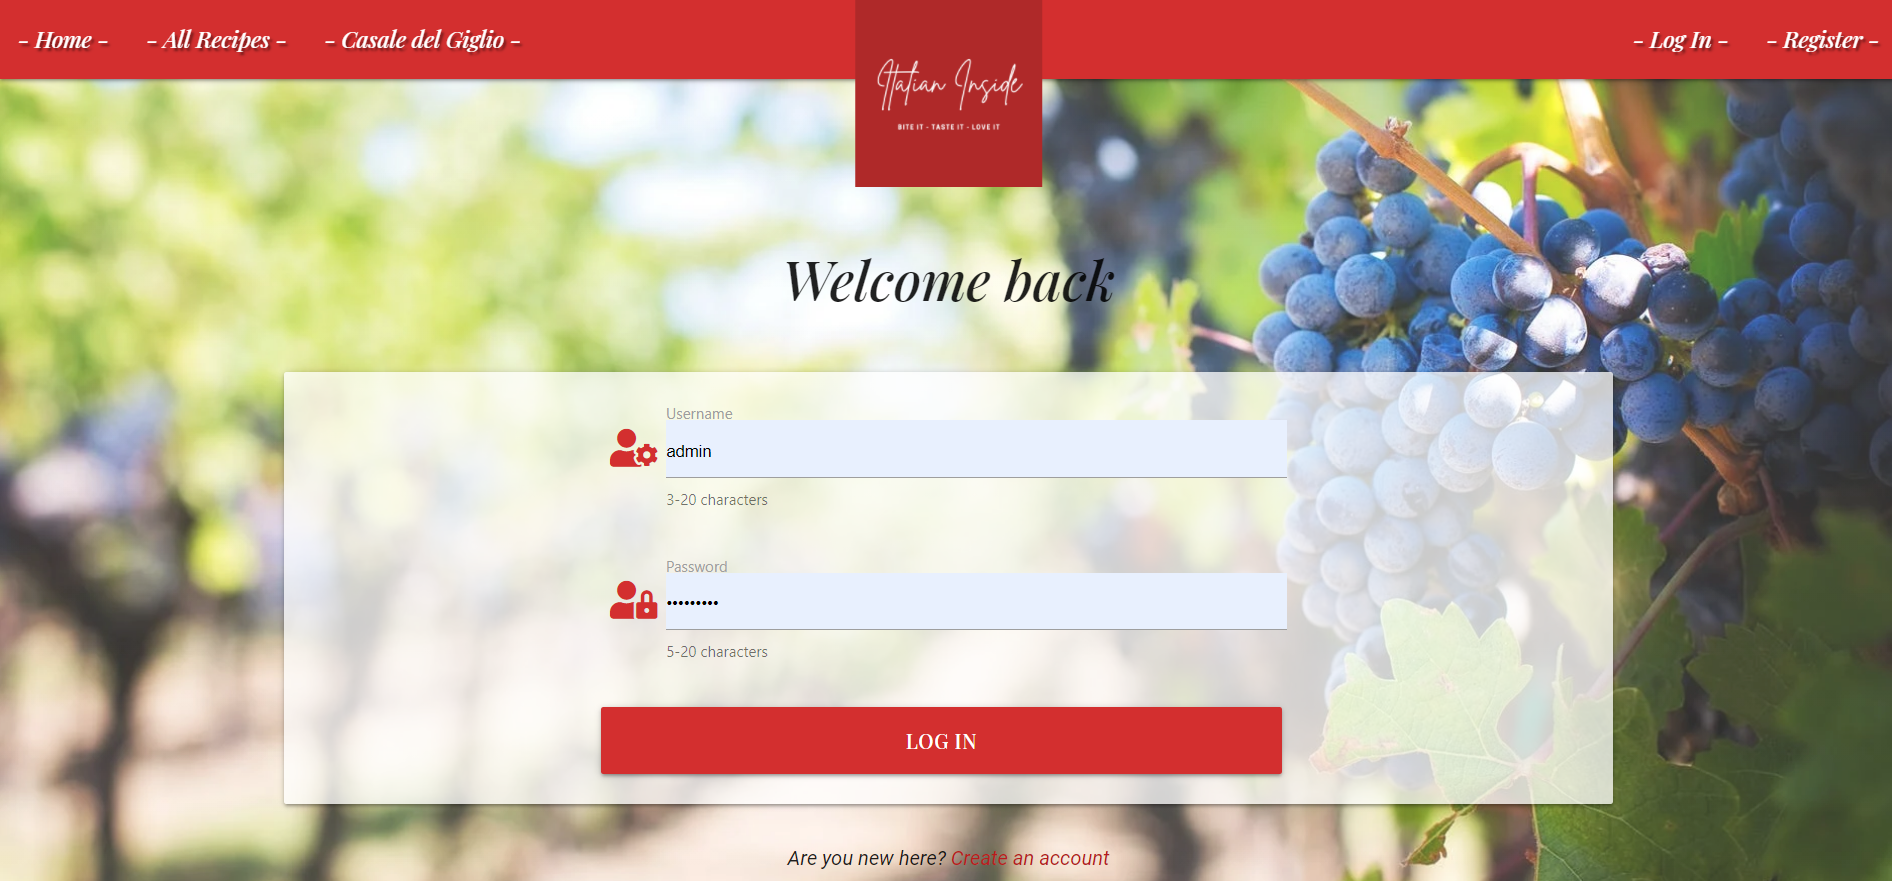 - Home -
- All Recipes -
- Casale del Giglio -
Italian Inside
BITE IT - TASTE IT - LOVE IT
- Log In -
- Register -
Welcome back
Username
admin
3-20 characters
Password
•••••••••
5-20 characters
LOG IN
Are you new here? Create an account